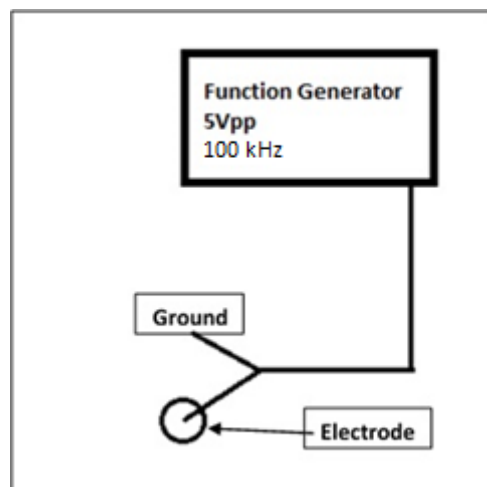 Function Generator
5Vpp
100 kHz
Ground
Electrode